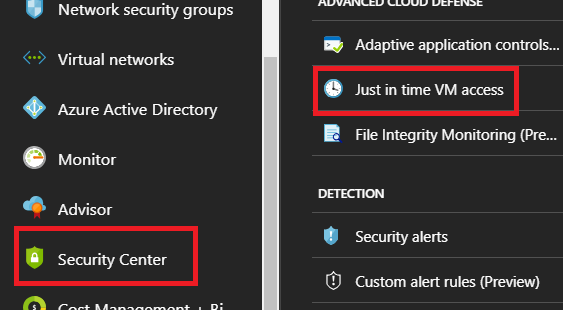 Network security groups
Virtual networks
Azure Active Directory
Monitor
Advisor
Security Center
Cost Management + Bi
ADVANCED CLOUD DEFENSE
Adaptive application controls...
Just in time VM access
File Integrity Monitoring (Pre...
DETECTION
Security alerts
Custom alert rules (Preview)